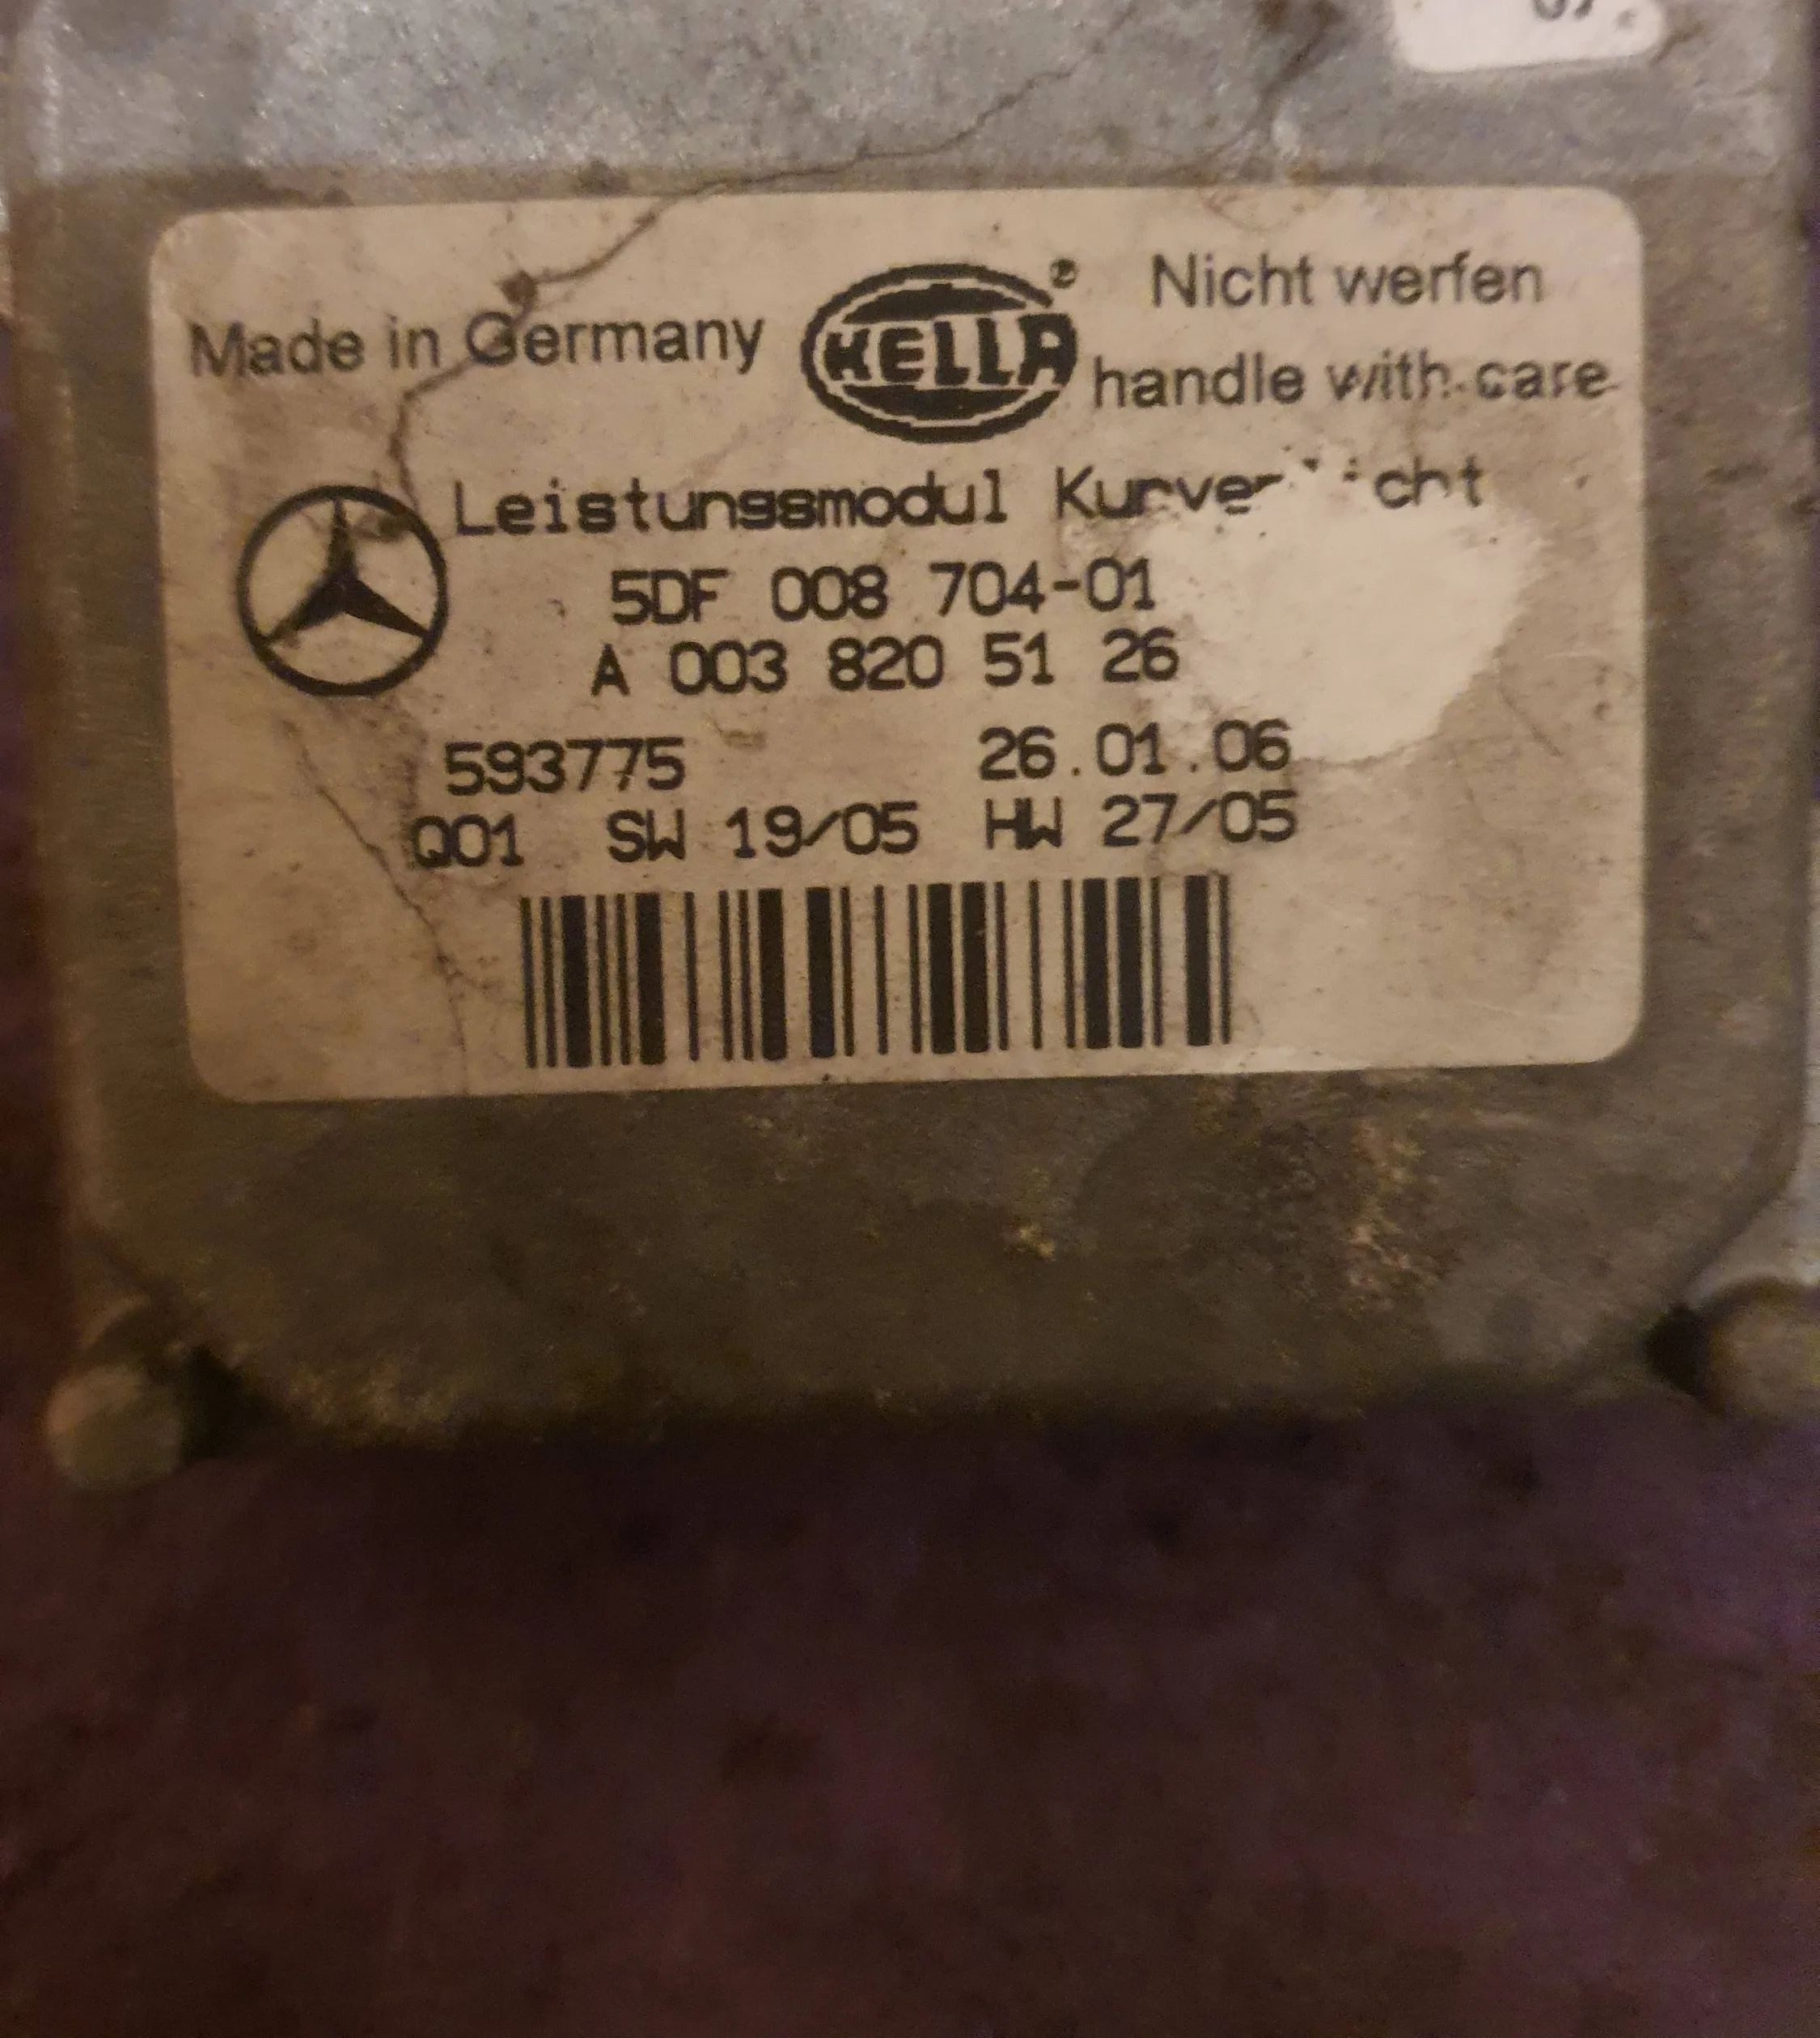 Made in Germany
HELLA®
Nicht werfen
handle with care
Leistungsmodul
5DF 008 704-01
A 003 820 51 26
593775 26.01.06
Q01 SW 19/05 HW 27/05